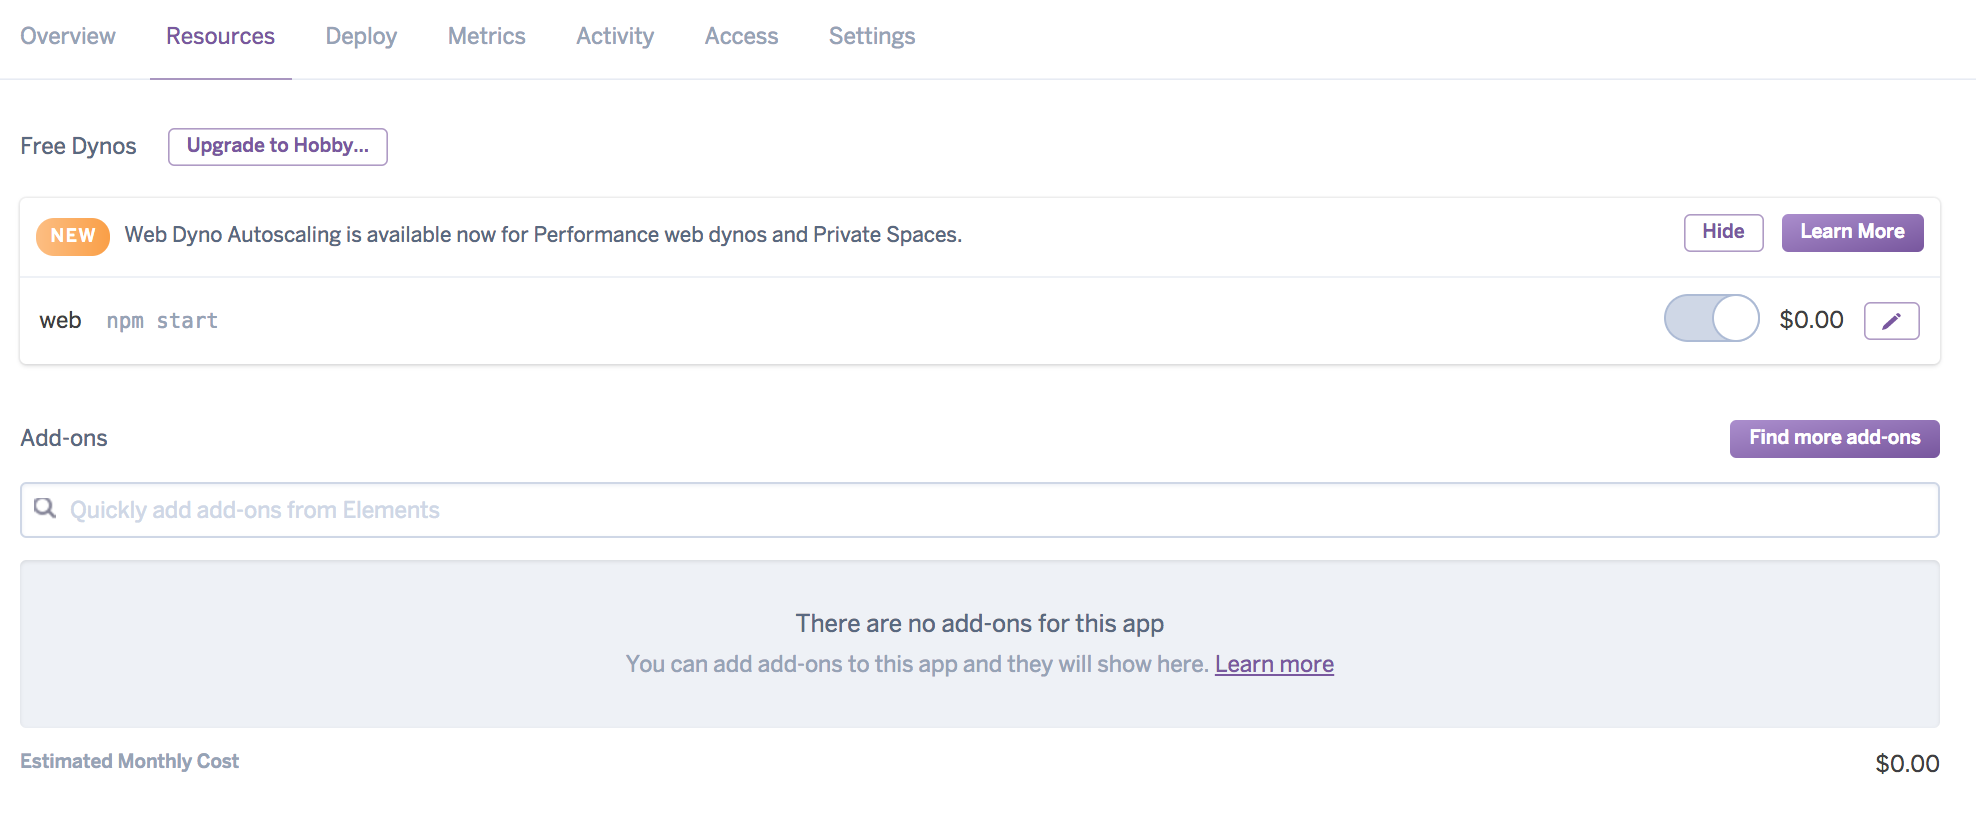 Overview Resources Deploy Metrics Activity Access Settings
Free Dynos Upgrade to Hobby...
NEW Web Dyno Autoscaling is available now for Performance web dynos and Private Spaces. Hide Learn More
web npm start $0.00
Add-ons Find more add-ons
Quickly add add-ons from Elements
There are no add-ons for this app
You can add add-ons to this app and they will show here. Learn more
Estimated Monthly Cost $0.00